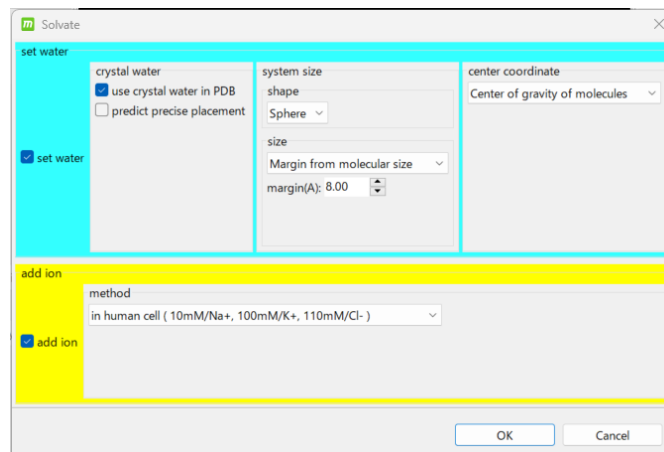 Solvate
set water
crystal water
use crystal water in PDB
predict precise placement
set water
system size
shape
Sphere
size
Margin from molecular size
margin(A): 8.00
center coordinate
Center of gravity of molecules
add ion
method
in human cell ( 10mM/Na+, 100mM/K+, 110mM/Cl- )
add ion
OK Cancel